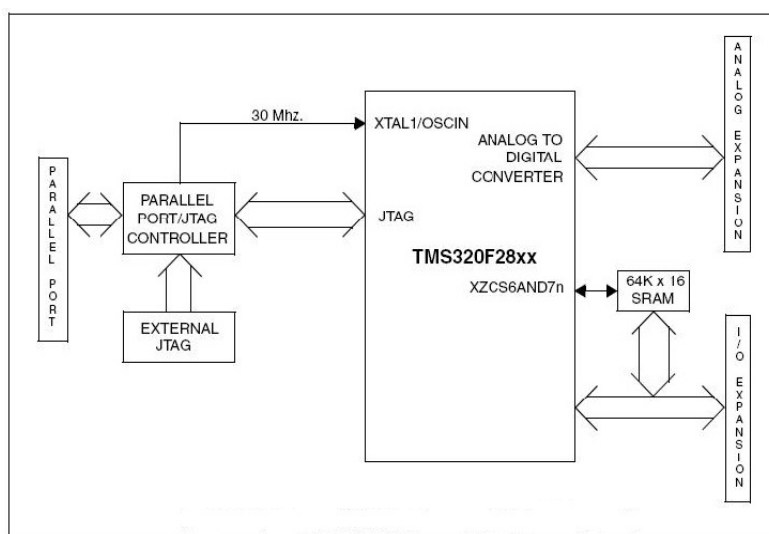 PARALLEL PORT
PARALLEL
PORT/JTAG
CONTROLLER
EXTERNAL
JTAG
30 Mhz.
XTAL1/OSCIN
ANALOG TO
DIGITAL
CONVERTER
JTAG
TMS320F28xx
XZCS6AND7n
64K x 16
SRAM
ANALOG EXPANSION
I/O EXPANSION